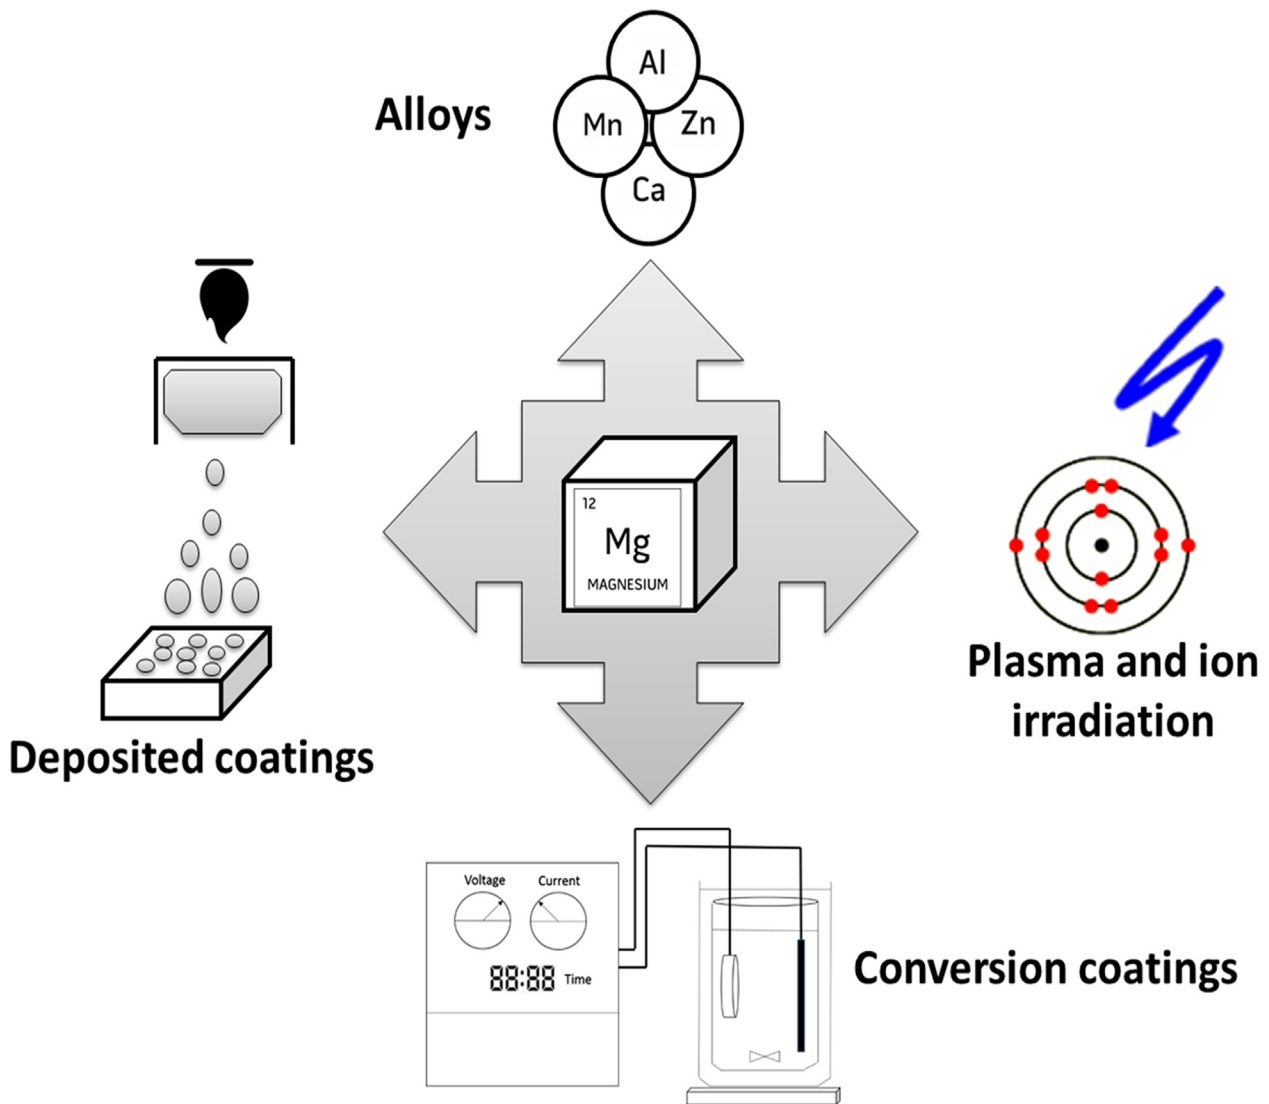 Alloys
Al
Mn
Zn
Ca
12
Mg
MAGNESIUM
Plasma and ion
irradiation
Deposited coatings
Voltage
Current
88:88 Time
Conversion coatings